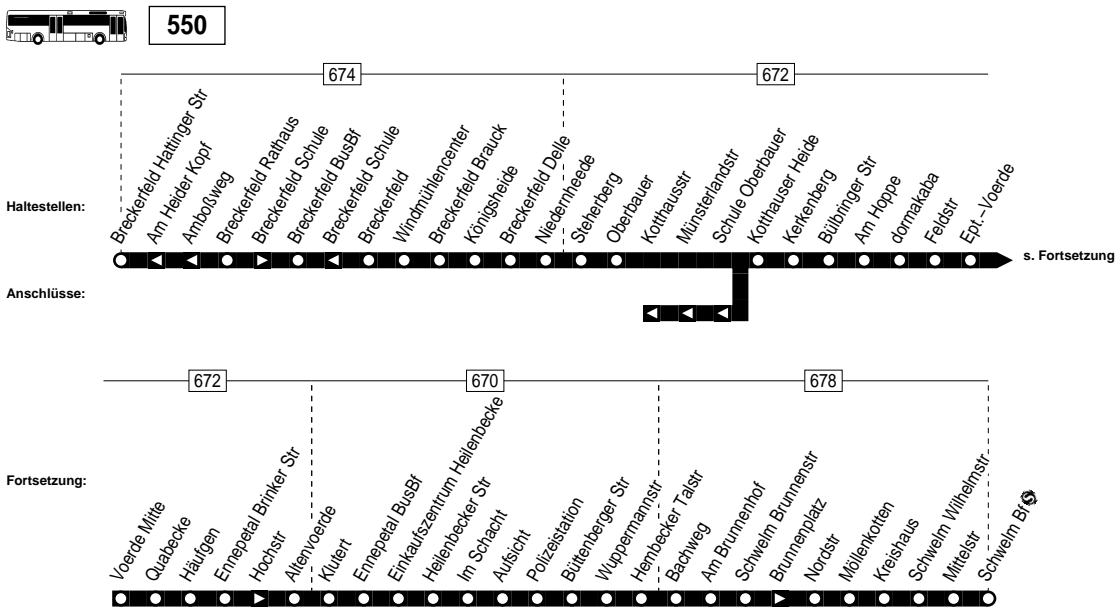 550
674
672
Haltestellen:
Breckerfeld Hattinger Str
Am Heider Kopf
Amboßweg
Breckerfeld Rathaus
Breckerfeld Schule
Breckerfeld BusBf
Breckerfeld Schule
Breckerfeld
Windmühlencenter
Breckerfeld Brauck
Königsheide
Breckerfeld Delle
Niedernheede
Steherberg
Oberbauer
Kotthausstr
Münsterlandstr
Schule Oberbauer
Kotthauser Heide
Kerkenberg
Bülbringer Str
Am Hoppe
dormakaba
Feldstr
Ept.-Voerde
s. Fortsetzung
Anschlüsse:
672
670
678
Fortsetzung:
Voerde Mitte
Quabecke
Häufgen
Ennepetal Brinker Str
Hochstr
Altenvoerde
Klutert
Ennepetal BusBf
Einkaufszentrum Heilenbecke
Heilenbecker Str
Im Schacht
Aufsicht
Polizeistation
Büttenberger Str
Wuppermannstr
Hembecker Talstr
Bachweg
Am Brunnenhof
Schwelm Brunnenstr
Brunnenplatz
Nordstr
Möllenkotten
Kreishaus
Schwelm Wilhelmstr
Mittelstr
Schwelm Bf S